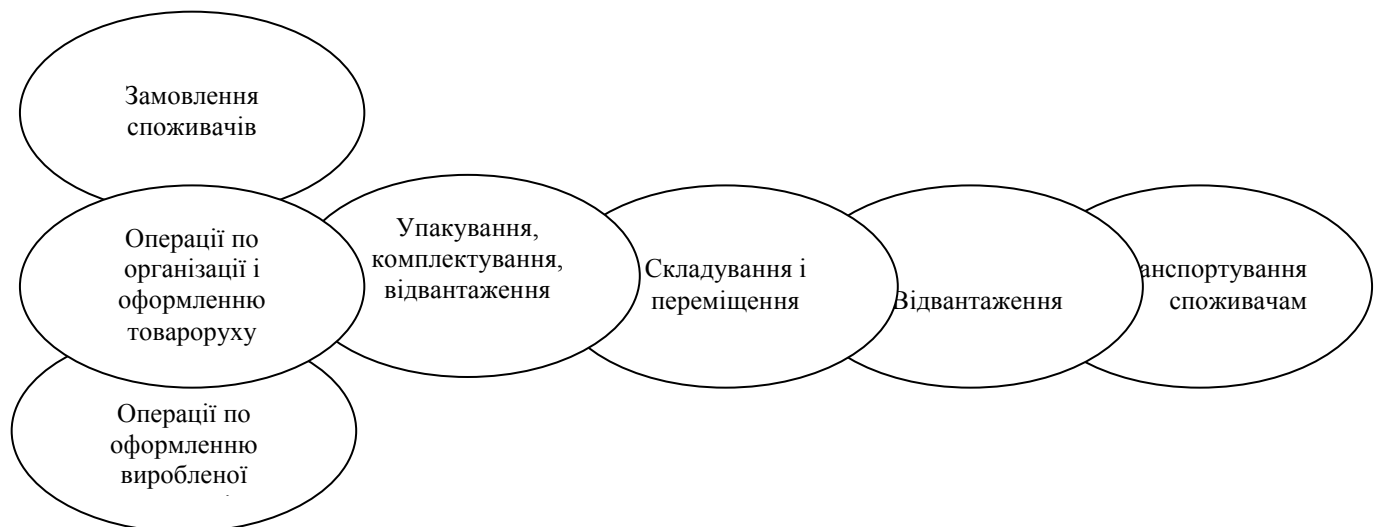 Замовлення
споживачів
Операції по
організації і
оформленню
товароруху
Операції по
оформленню
виробленої
Упакування,
комплектування,
відвантаження
Складування і
переміщення
Відвантаження
анспортування
споживачам